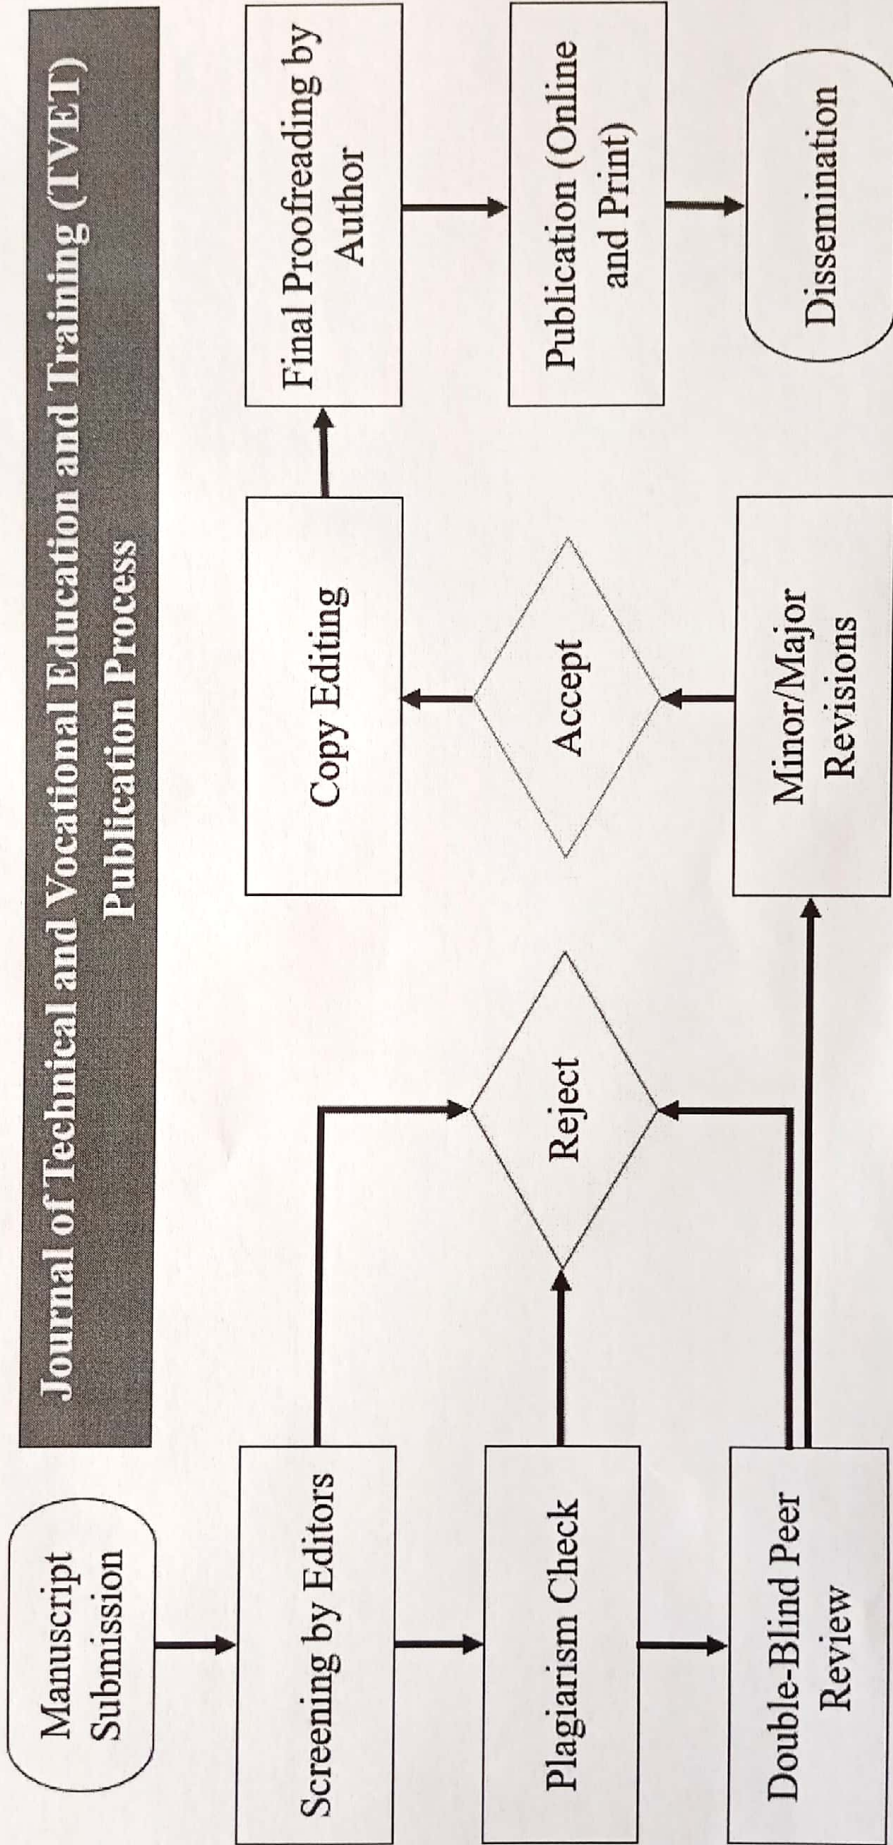 Journal of Technical and Vocational Education and Training (TVET)
Publication Process
Manuscript
Submission
Screening by Editors
Plagiarism Check
Double-Blind Peer
Review
Reject
Copy Editing
Accept
Minor/Major
Revisions
Final Proofreading by
Author
Publication (Online
and Print)
Dissemination